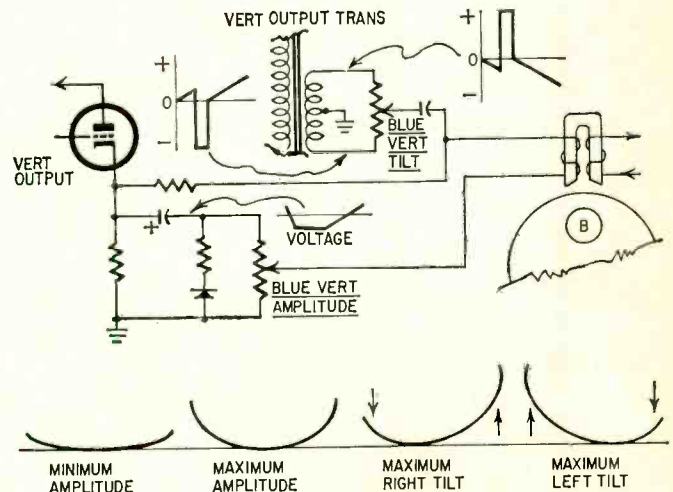 VERT OUTPUT TRANS
+
0
-
+
0
-
BLUE
VERT
TILT
VERT
OUTPUT
+
VOLTAGE
B
BLUE VERT
AMPLITUDE
MINIMUM
AMPLITUDE
MAXIMUM
AMPLITUDE
MAXIMUM
RIGHT TILT
MAXIMUM
LEFT TILT